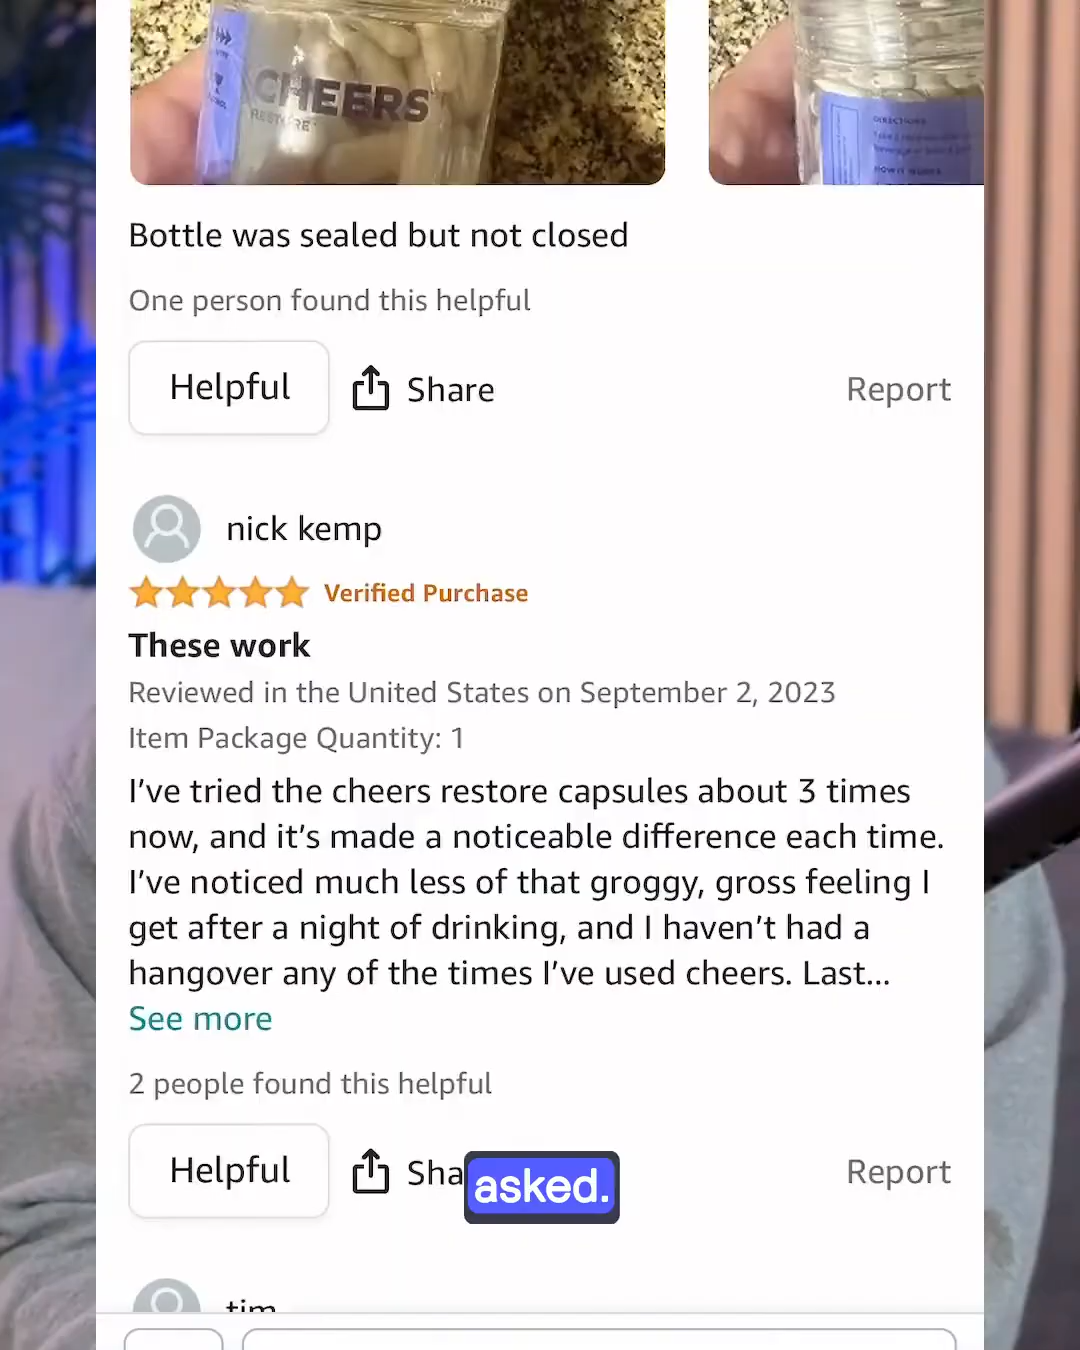 CHEERS
RESTORE
DIRECTIONS
HOW IT WORKS
Bottle was sealed but not closed
One person found this helpful
Helpful
Share
Report
nick kemp
Verified Purchase
These work
Reviewed in the United States on September 2, 2023
Item Package Quantity: 1
I've tried the cheers restore capsules about 3 times
now, and it's made a noticeable difference each time.
I've noticed much less of that groggy, gross feeling I
get after a night of drinking, and I haven't had a
hangover any of the times I've used cheers. Last...
See more
2 people found this helpful
Helpful
Sha
asked.
Report
tim